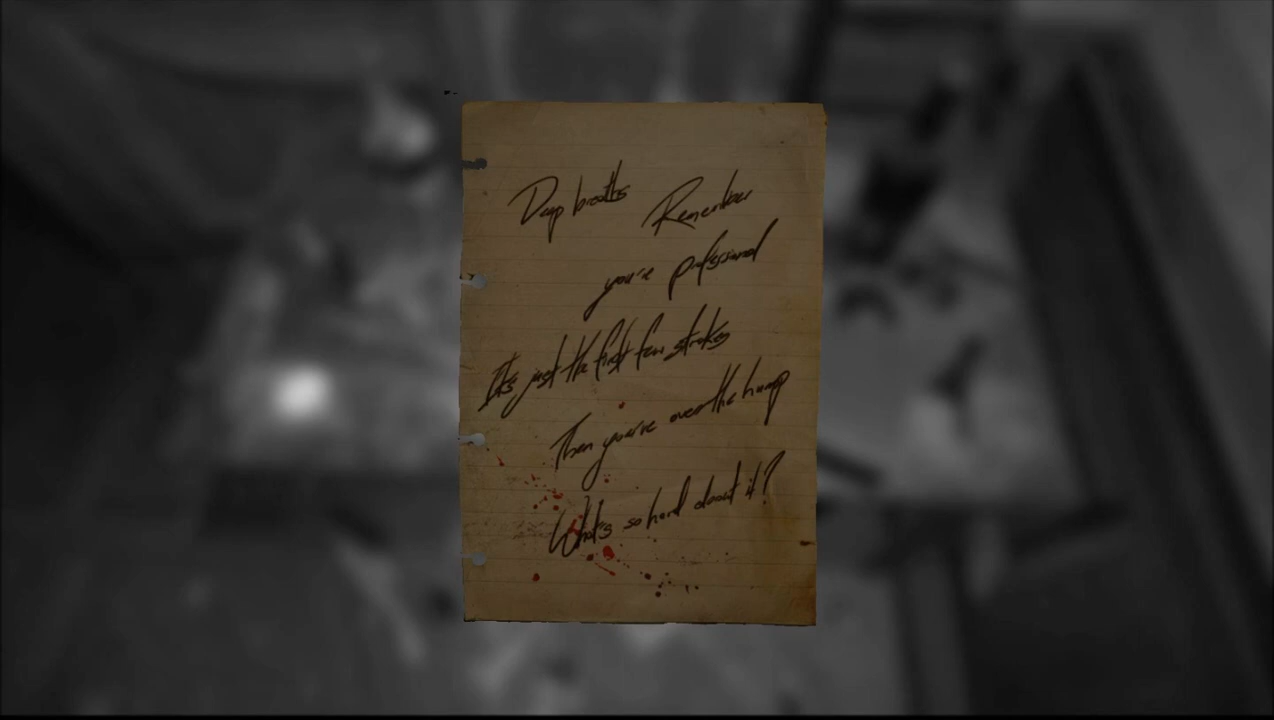 Deep breaths Remember
you're professional
It's just the first few strokes
Then you're over the hump
What's so hard about it?